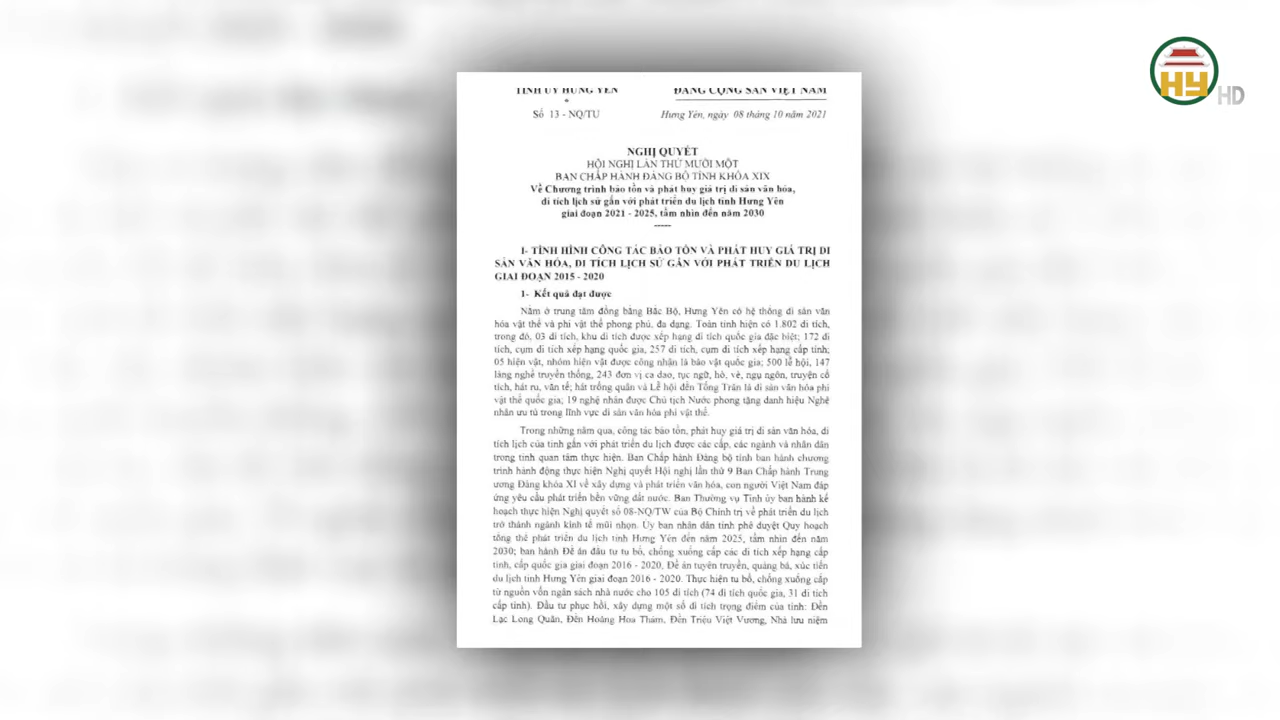 TỈNH ỦY HƯNG YÊN
ĐẢNG CỘNG SẢN VIỆT NAM
Số 13 - NQ/TU
Hưng Yên, ngày 08 tháng 10 năm 2021
NGHỊ QUYẾT
HỘI NGHỊ LẦN THỨ MƯỜI MỘT
BAN CHẤP HÀNH ĐẢNG BỘ TỈNH KHÓA XIX
Về Chương trình bảo tồn và phát huy giá trị di sản văn hóa,
di tích lịch sử gắn với phát triển du lịch tỉnh Hưng Yên
giai đoạn 2021 - 2025, tầm nhìn đến năm 2030
-----
I- TÌNH HÌNH CÔNG TÁC BẢO TỒN VÀ PHÁT HUY GIÁ TRỊ DI
SẢN VĂN HÓA, DI TÍCH LỊCH SỬ GẮN VỚI PHÁT TRIỂN DU LỊCH
GIAI ĐOẠN 2015 - 2020
1- Kết quả đạt được
Nằm ở trung tâm đồng bằng Bắc Bộ, Hưng Yên có hệ thống di sản văn
hóa vật thể và phi vật thể phong phú, đa dạng. Toàn tỉnh hiện có 1.802 di tích,
trong đó, 03 di tích, khu di tích được xếp hạng di tích quốc gia đặc biệt; 172 di
tích, cụm di tích xếp hạng quốc gia, 257 di tích, cụm di tích xếp hạng cấp tỉnh;
05 hiện vật, nhóm hiện vật được công nhân là bảo vật quốc gia; 500 lễ hội, 147
làng nghề truyền thống, 243 đơn vị ca dao, tục ngữ, hò, vè, ngụ ngôn, truyện cổ
tích, hát ru, văn tế; hát trống quân và Lễ hội đền Tống Trân là di sản văn hóa phi
vật thể quốc gia; 19 nghệ nhân được Chủ tịch Nước phong tặng danh hiệu Nghệ
nhân ưu tú trong lĩnh vực di sản văn hóa phi vật thể.
Trong những năm qua, công tác bảo tồn, phát huy giá trị di sản văn hóa, di
tích lịch của tỉnh gắn với phát triển du lịch được các cấp, các ngành và nhân dân
trong tỉnh quan tâm thực hiện. Ban Chấp hành Đảng bộ tỉnh ban hành chương
trình hành động thực hiện Nghị quyết Hội nghị lần thứ 9 Ban Chấp hành Trung
ương Đảng khóa XI về xây dựng và phát triển văn hóa, con người Việt Nam đáp
ứng yêu cầu phát triển bền vững đất nước. Ban Thường vụ Tỉnh ủy ban hành kế
hoạch thực hiện Nghị quyết số 08-NQ/TW của Bộ Chính trị về phát triển du lịch
trở thành ngành kinh tế mũi nhọn. Ủy ban nhân dân tỉnh phê duyệt Quy hoạch
tổng thể phát triển du lịch tỉnh Hưng Yên đến năm 2025, tầm nhìn đến năm
2030; ban hành Đề án đầu tư tu bổ, chống xuống cấp các di tích xếp hạng cấp
tỉnh, cấp quốc gia giai đoạn 2016 - 2020, Đề án tuyên truyền, quảng bá, xúc tiến
du lịch tỉnh Hưng Yên giai đoạn 2016 - 2020. Thực hiện tu bổ, chống xuống cấp
từ nguồn vốn ngân sách nhà nước cho 105 di tích (74 di tích quốc gia, 31 di tích
cấp tỉnh). Đầu tư phục hồi, xây dựng một số di tích trọng điểm của tỉnh: Đền
Lạc Long Quân, Đền Hoàng Hoa Thám, Đền Triệu Việt Vương, Nhà lưu niệm
HY
HD